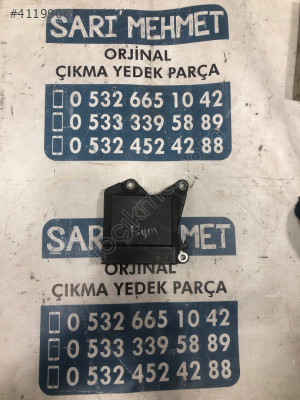 #4119905
SARI MEHMET
ORJİNAL
ÇIKMA YEDEK PARÇA
0 532 665 10 42
0 533 339 58 89
0 532 452 42 88
ŞARI MEHMET
ORJİNAL
ÇIKMA YEDEK PARÇA
0 532 665 10 42
0 533 339 58 89
0 532 452 42 88